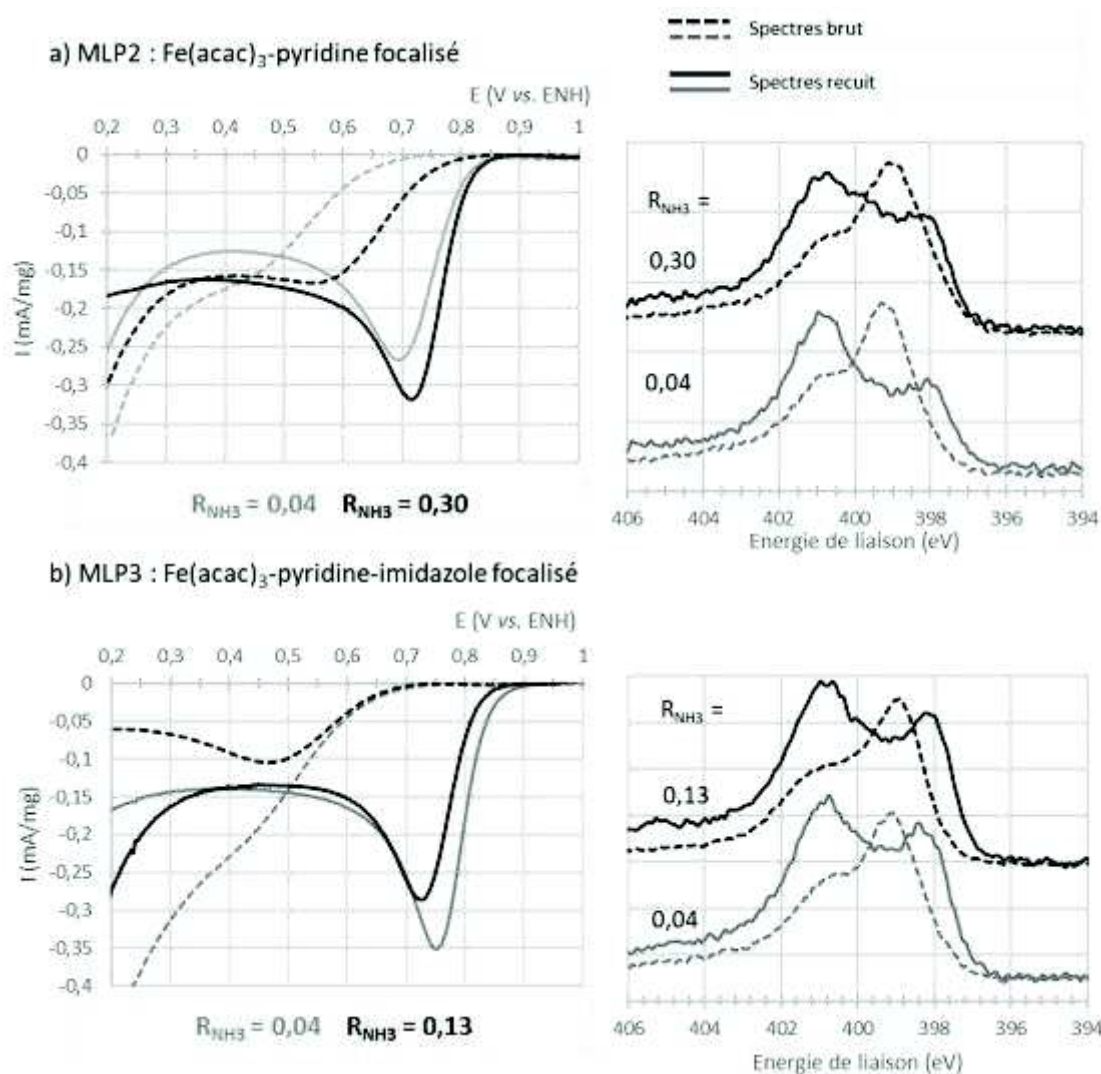 Spectres brut
Spectres recuit
a) MLP2 : Fe(acac)3-pyridine focalisé
E (V vs. ENH)
0,2 0,3 0,4 0,5 0,6 0,7 0,8 0,9 1
0
-0,05
-0,1
-0,15
-0,2
-0,25
-0,3
-0,35
-0,4
I (mA/mg)
RNH3 = 0,04 RNH3 = 0,30
RNH3 =
0,30
0,04
406 404 402 400 398 396 394
Energie de liaison (eV)
b) MLP3 : Fe(acac)3-pyridine-imidazole focalisé
E (V vs. ENH)
0,2 0,3 0,4 0,5 0,6 0,7 0,8 0,9 1
0
-0,05
-0,1
-0,15
-0,2
-0,25
-0,3
-0,35
-0,4
I (mA/mg)
RNH3 = 0,04 RNH3 = 0,13
RNH3 =
0,13
0,04
406 404 402 400 398 396 394
Energie de liaison (eV)